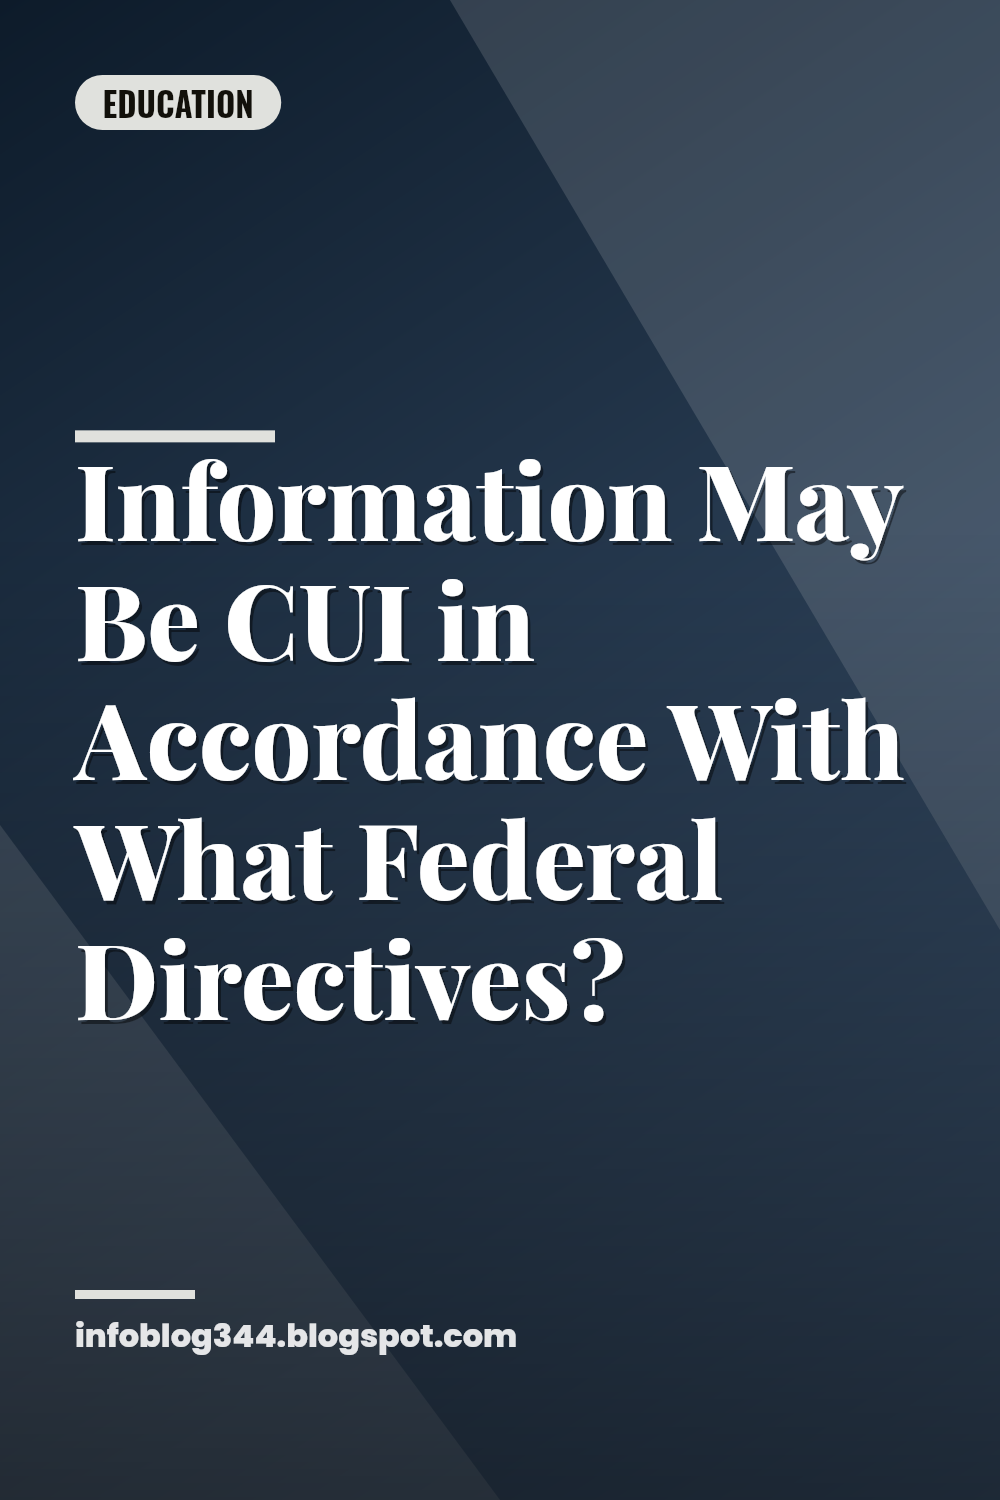 EDUCATION
Information May
Be CUI in
Accordance With
What Federal
Directives?
infoblog344.blogspot.com